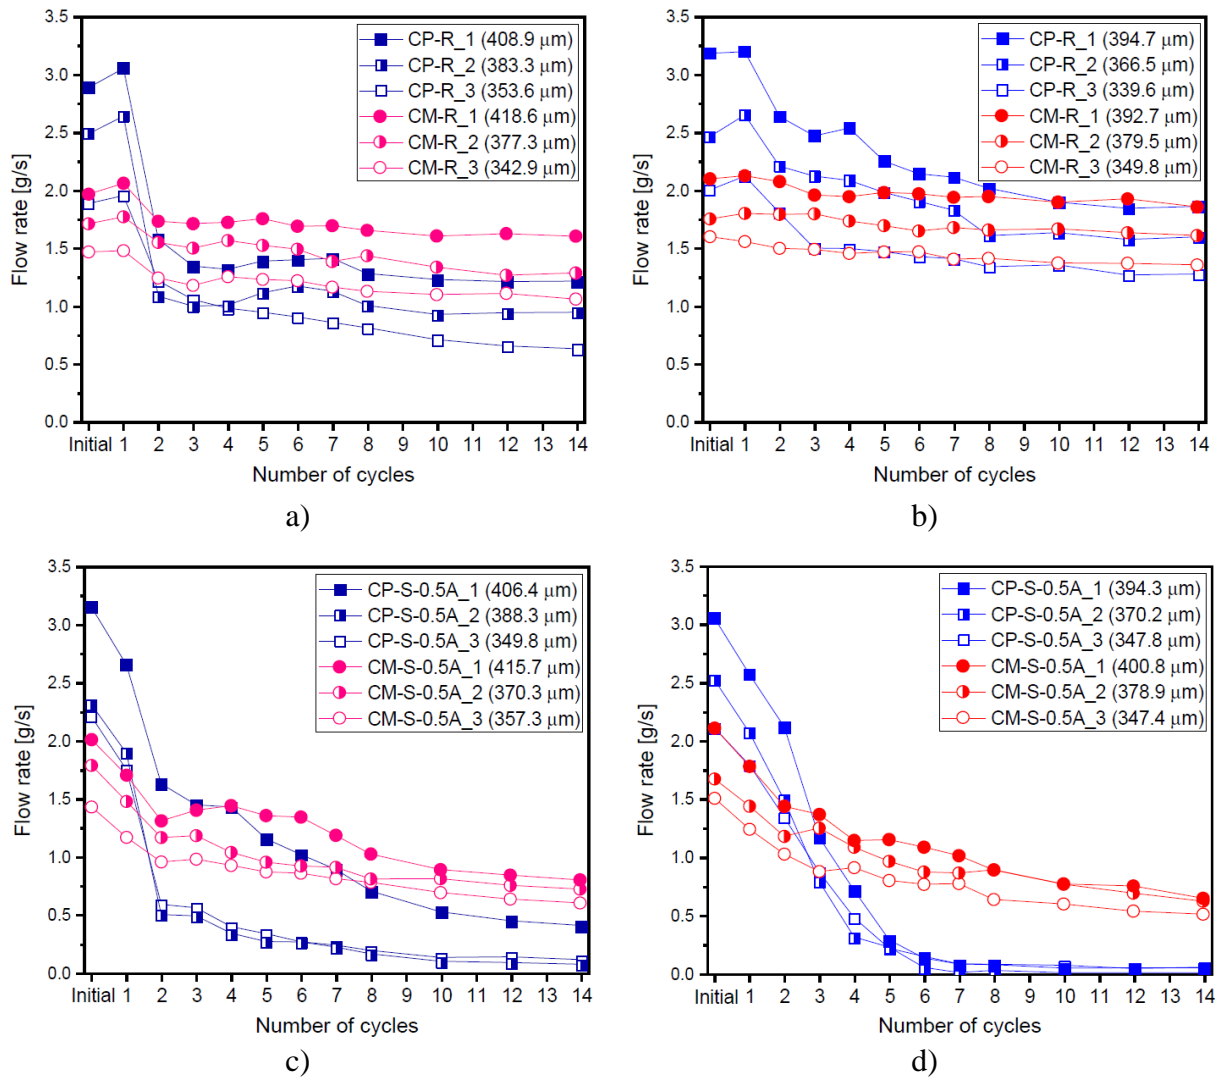 3.5
3.0
2.5
2.0
1.5
1.0
0.5
0.0
Flow rate [g/s]
CP-R_1 (408.9 μm)
CP-R_2 (383.3 μm)
CP-R_3 (353.6 μm)
CM-R_1 (418.6 μm)
CM-R_2 (377.3 μm)
CM-R_3 (342.9 μm)
Initial 1 2 3 4 5 6 7 8 9 10 11 12 13 14
Number of cycles
a)
3.5
3.0
2.5
2.0
1.5
1.0
0.5
0.0
Flow rate [g/s]
CP-R_1 (394.7 μm)
CP-R_2 (366.5 μm)
CP-R_3 (339.6 μm)
CM-R_1 (392.7 μm)
CM-R_2 (379.5 μm)
CM-R_3 (349.8 μm)
Initial 1 2 3 4 5 6 7 8 9 10 11 12 13 14
Number of cycles
b)
3.5
3.0
2.5
2.0
1.5
1.0
0.5
0.0
Flow rate [g/s]
CP-S-0.5A_1 (406.4 μm)
CP-S-0.5A_2 (388.3 μm)
CP-S-0.5A_3 (349.8 μm)
CM-S-0.5A_1 (415.7 μm)
CM-S-0.5A_2 (370.3 μm)
CM-S-0.5A_3 (357.3 μm)
Initial 1 2 3 4 5 6 7 8 9 10 11 12 13 14
Number of cycles
c)
3.5
3.0
2.5
2.0
1.5
1.0
0.5
0.0
Flow rate [g/s]
CP-S-0.5A_1 (394.3 μm)
CP-S-0.5A_2 (370.2 μm)
CP-S-0.5A_3 (347.8 μm)
CM-S-0.5A_1 (400.8 μm)
CM-S-0.5A_2 (378.9 μm)
CM-S-0.5A_3 (347.4 μm)
Initial 1 2 3 4 5 6 7 8 9 10 11 12 13 14
Number of cycles
d)